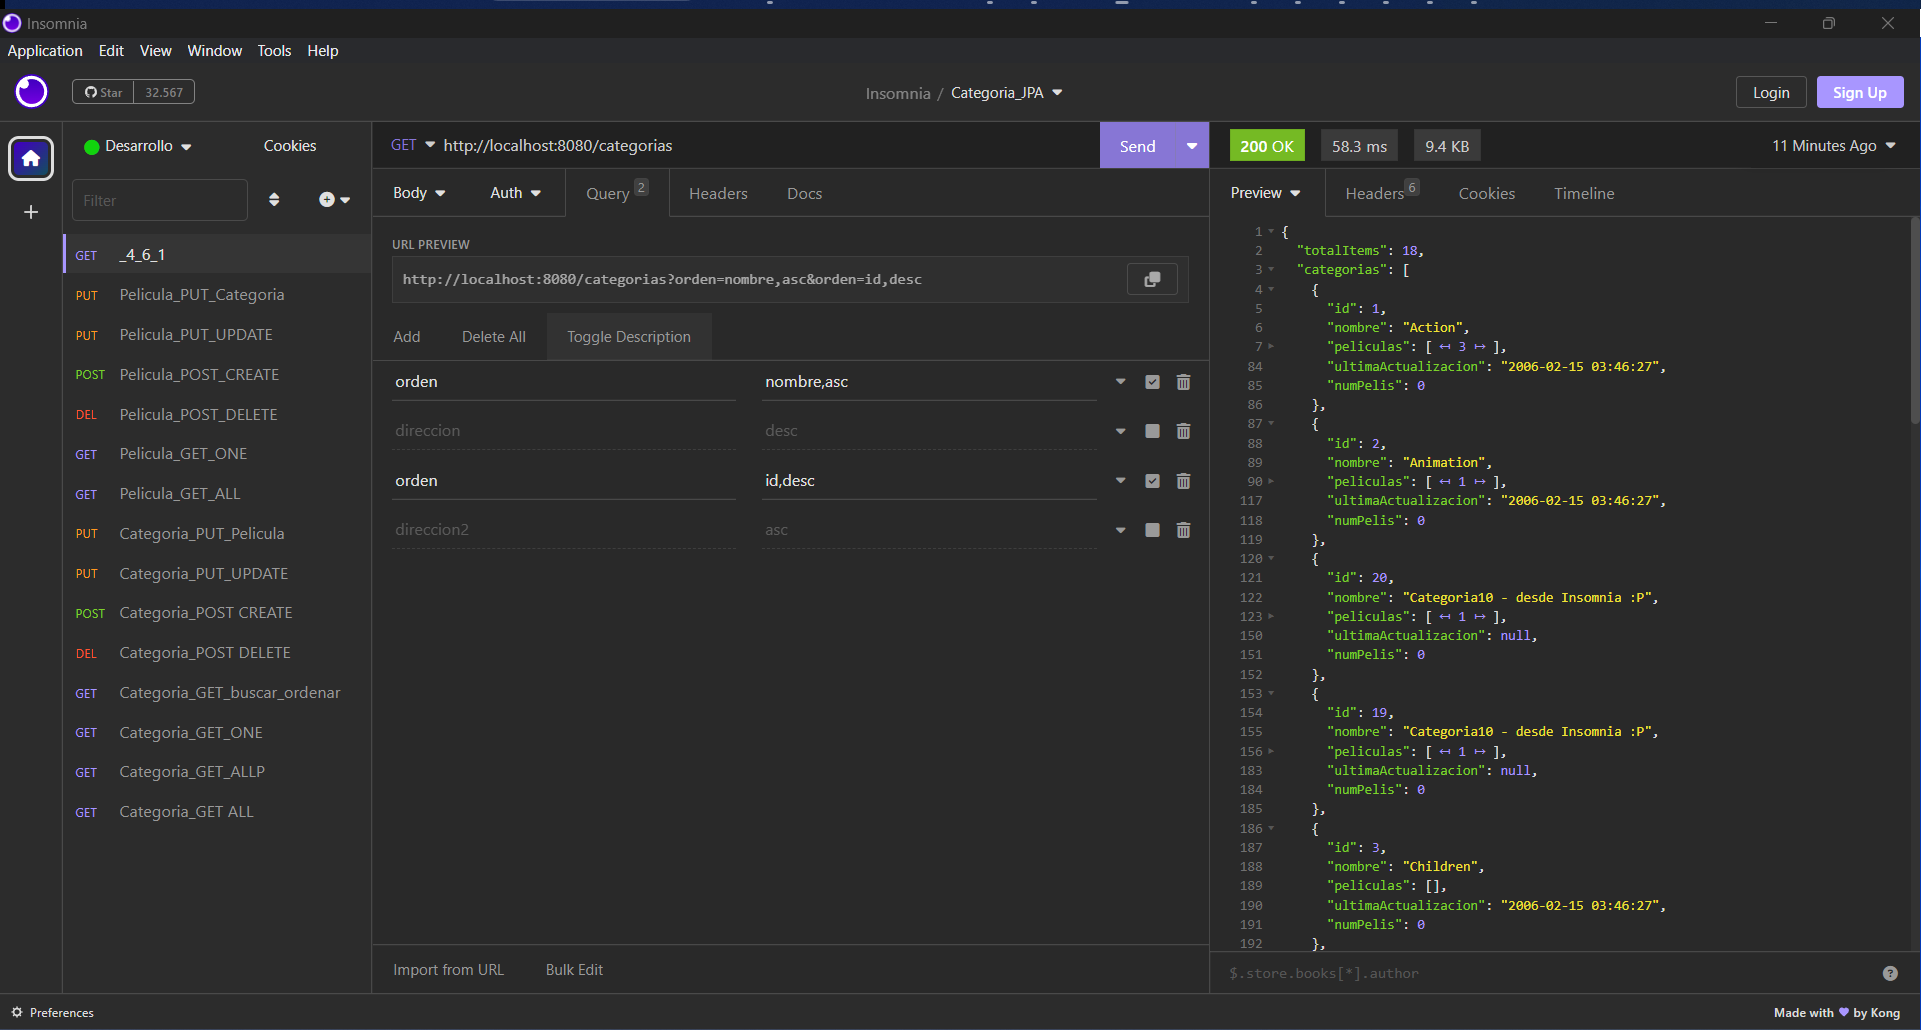 Insomnia
Application Edit View Window Tools Help
Star 32.567
Insomnia / Categoria_JPA
Login Sign Up
Desarrollo Cookies
Filter
GET _4_6_1
PUT Pelicula_PUT_Categoria
PUT Pelicula_PUT_UPDATE
POST Pelicula_POST_CREATE
DEL Pelicula_POST_DELETE
GET Pelicula_GET_ONE
GET Pelicula_GET_ALL
PUT Categoria_PUT_Pelicula
PUT Categoria_PUT_UPDATE
POST Categoria_POST CREATE
DEL Categoria_POST DELETE
GET Categoria_GET_buscar_ordenar
GET Categoria_GET_ONE
GET Categoria_GET_ALLP
GET Categoria_GET ALL
GET http://localhost:8080/categorias Send
Body Auth Query 2 Headers Docs
URL PREVIEW
http://localhost:8080/categorias?orden=nombre,asc&orden=id,desc
Add Delete All Toggle Description
orden nombre,asc
direccion desc
orden id,desc
direccion2 asc
Import from URL Bulk Edit
200 OK 58.3 ms 9.4 KB 11 Minutes Ago
Preview Headers 6 Cookies Timeline
1 {
2 "totalItems": 18,
3 "categorias": [
4 {
5 "id": 1,
6 "nombre": "Action",
7 "peliculas": [ ↤ 3 ↦ ],
84 "ultimaActualizacion": "2006-02-15 03:46:27",
85 "numPelis": 0
86 },
87 {
88 "id": 2,
89 "nombre": "Animation",
90 "peliculas": [ ↤ 1 ↦ ],
117 "ultimaActualizacion": "2006-02-15 03:46:27",
118 "numPelis": 0
119 },
120 {
121 "id": 20,
122 "nombre": "Categoria10 - desde Insomnia :P",
123 "peliculas": [ ↤ 1 ↦ ],
150 "ultimaActualizacion": null,
151 "numPelis": 0
152 },
153 {
154 "id": 19,
155 "nombre": "Categoria10 - desde Insomnia :P",
156 "peliculas": [ ↤ 1 ↦ ],
183 "ultimaActualizacion": null,
184 "numPelis": 0
185 },
186 {
187 "id": 3,
188 "nombre": "Children",
189 "peliculas": [],
190 "ultimaActualizacion": "2006-02-15 03:46:27",
191 "numPelis": 0
192 },
$.store.books[*].author
Preferences
Made with ♥ by Kong